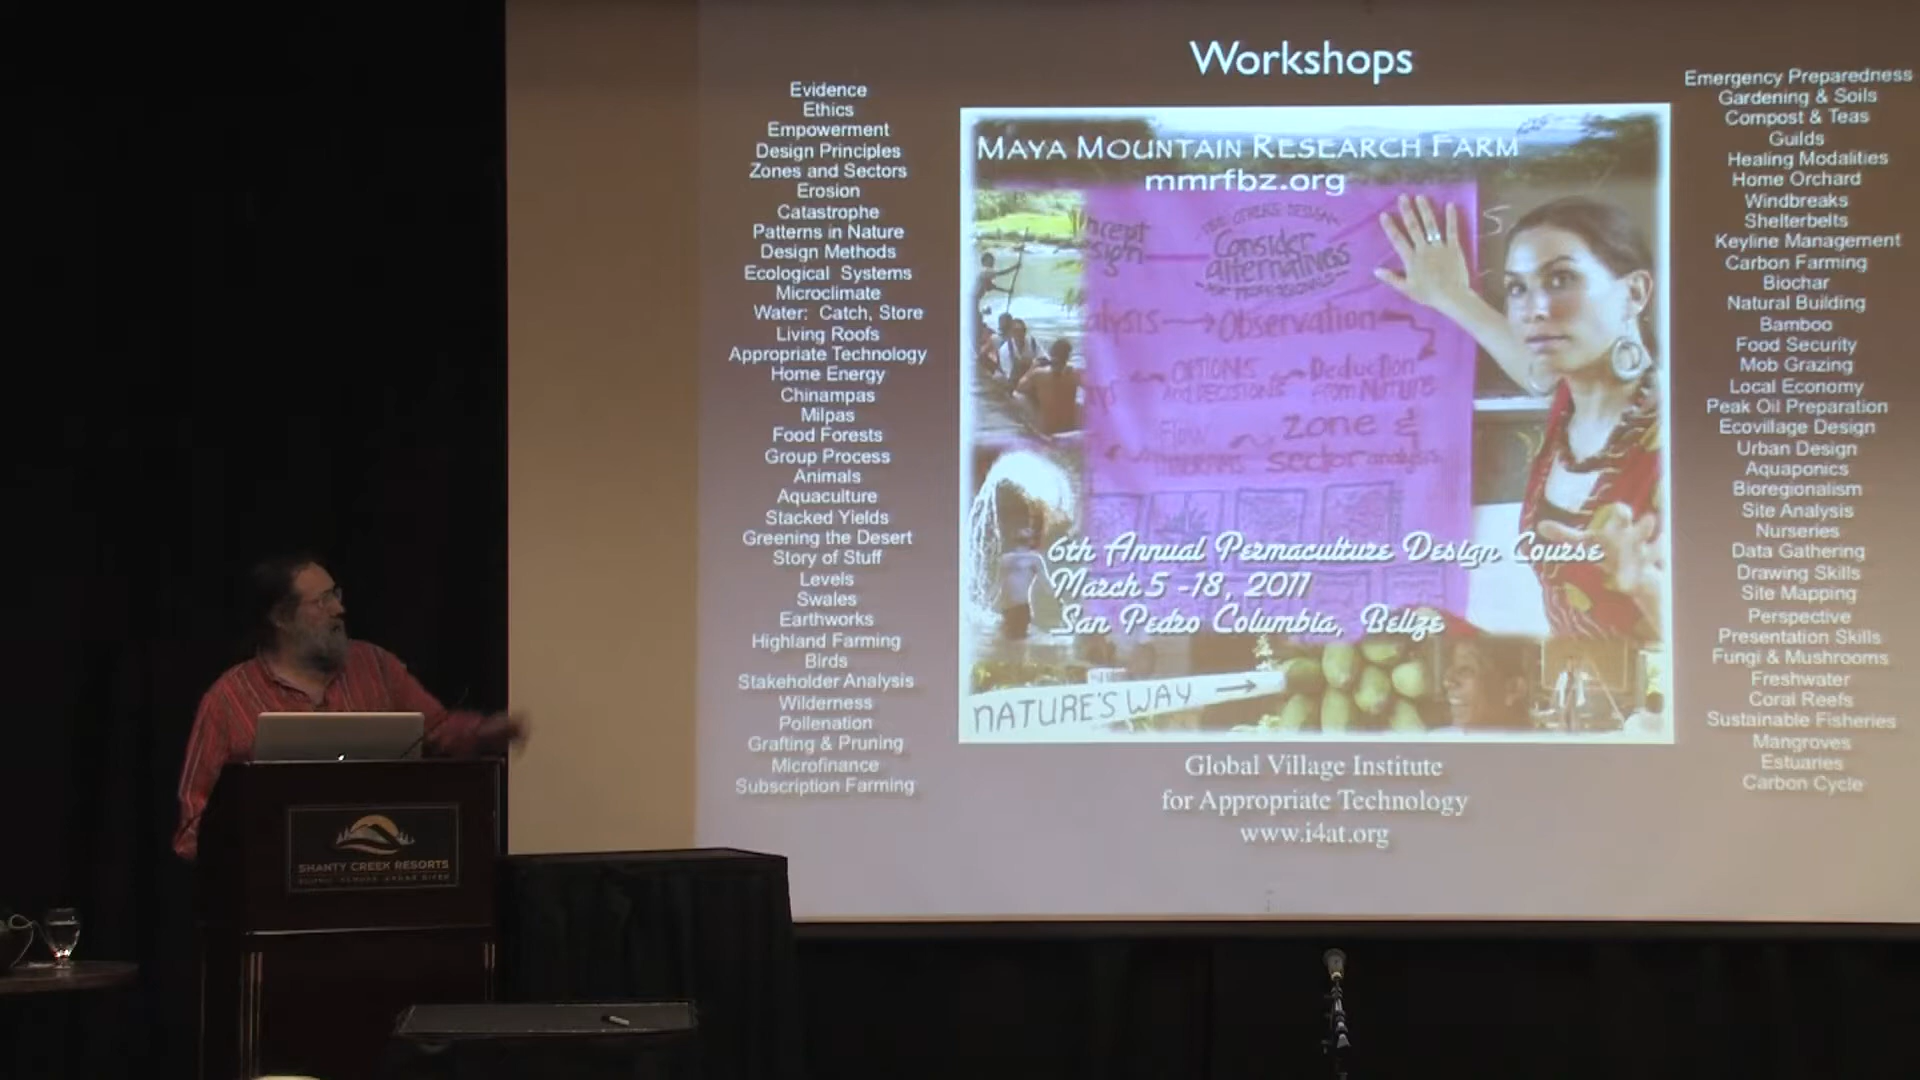 Workshops
Evidence
Ethics
Empowerment
Design Principles
Zones and Sectors
Erosion
Catastrophe
Patterns in Nature
Design Methods
Ecological Systems
Microclimate
Water: Catch, Store
Living Roofs
Appropriate Technology
Home Energy
Chinampas
Milpas
Food Forests
Group Process
Animals
Aquaculture
Stacked Yields
Greening the Desert
Story of Stuff
Levels
Swales
Earthworks
Highland Farming
Birds
Stakeholder Analysis
Wilderness
Pollenation
Grafting & Pruning
Microfinance
Subscription Farming
MAYA MOUNTAIN RESEARCH FARM
mmrfbz.org
Consider
alternatives
Observation
OPTIONS
and DECISIONS
Deduction
from NATURE
Flow
zone &
sector analysis
6th Annual Permaculture Design Course
March 5 -18, 2011
San Pedro Columbia, Belize
NATURE'S WAY
Global Village Institute
for Appropriate Technology
www.i4at.org
Emergency Preparedness
Gardening & Soils
Compost & Teas
Guilds
Healing Modalities
Home Orchard
Windbreaks
Shelterbelts
Keyline Management
Carbon Farming
Biochar
Natural Building
Bamboo
Food Security
Mob Grazing
Local Economy
Peak Oil Preparation
Ecovillage Design
Urban Design
Aquaponics
Bioregionalism
Site Analysis
Nurseries
Data Gathering
Drawing Skills
Site Mapping
Perspective
Presentation Skills
Fungi & Mushrooms
Freshwater
Coral Reefs
Sustainable Fisheries
Mangroves
Estuaries
Carbon Cycle
SHANTY CREEK RESORTS